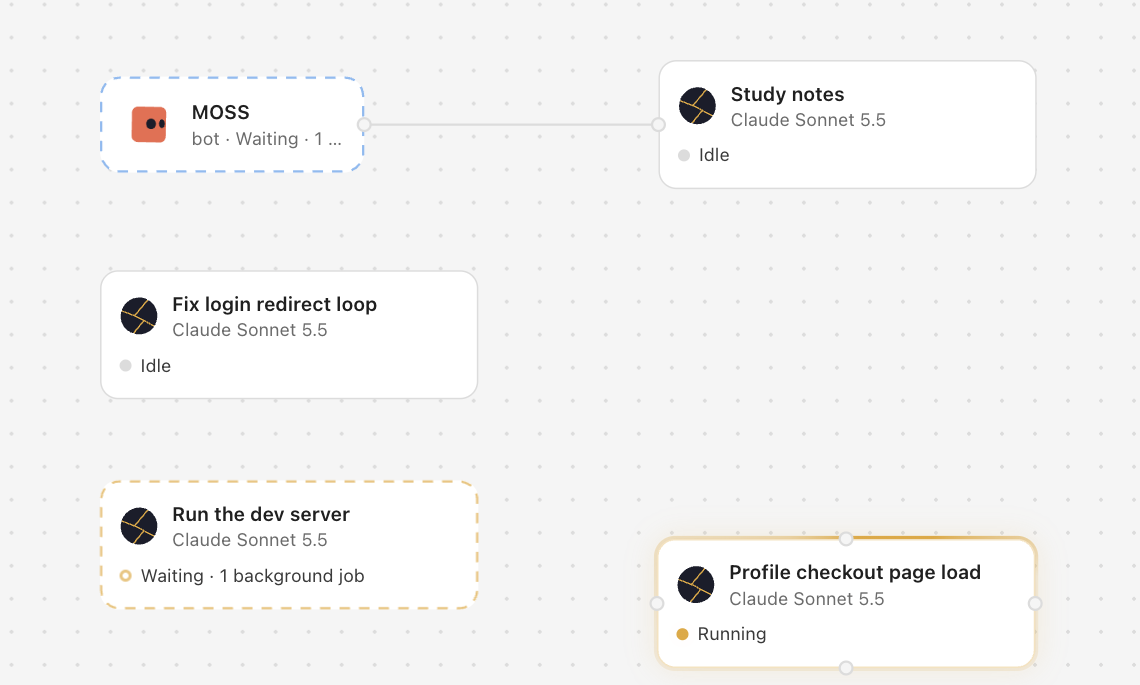 MOSS
bot · Waiting · 1 ...
Study notes
Claude Sonnet 5.5
Idle
Fix login redirect loop
Claude Sonnet 5.5
Idle
Run the dev server
Claude Sonnet 5.5
Waiting · 1 background job
Profile checkout page load
Claude Sonnet 5.5
Running